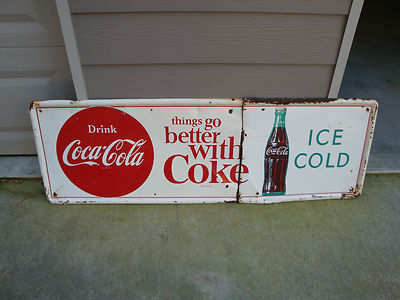 Drink
Coca-Cola
things go
better
with
Coke
Coca-Cola
ICE
COLD